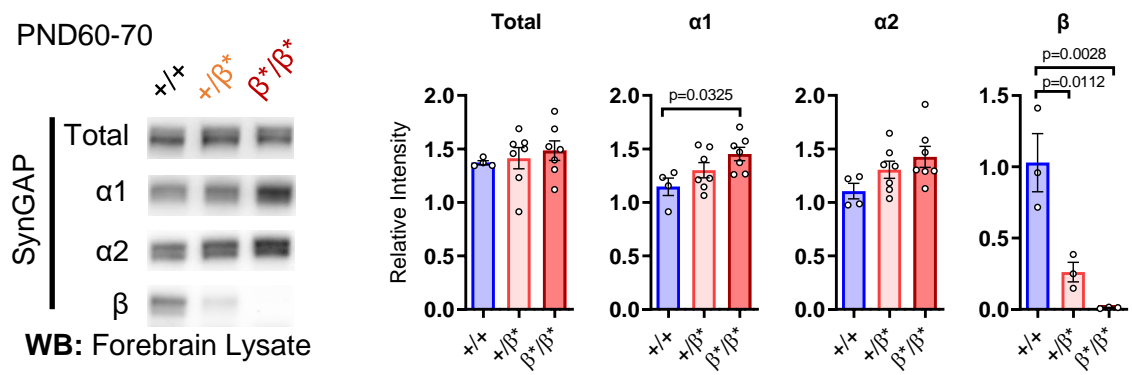 PND60-70
+/+ +/β* β*/β*
SynGAP
Total
α1
α2
β
WB: Forebrain Lysate
Relative Intensity
Total
2.0
1.5
1.0
0.5
0.0
+/+ +/β* β*/β*
α1
p=0.0325
2.0
1.5
1.0
0.5
0.0
+/+ +/β* β*/β*
α2
2.0
1.5
1.0
0.5
0.0
+/+ +/β* β*/β*
β
p=0.0028
p=0.0112
1.5
1.0
0.5
0.0
+/+ +/β* β*/β*